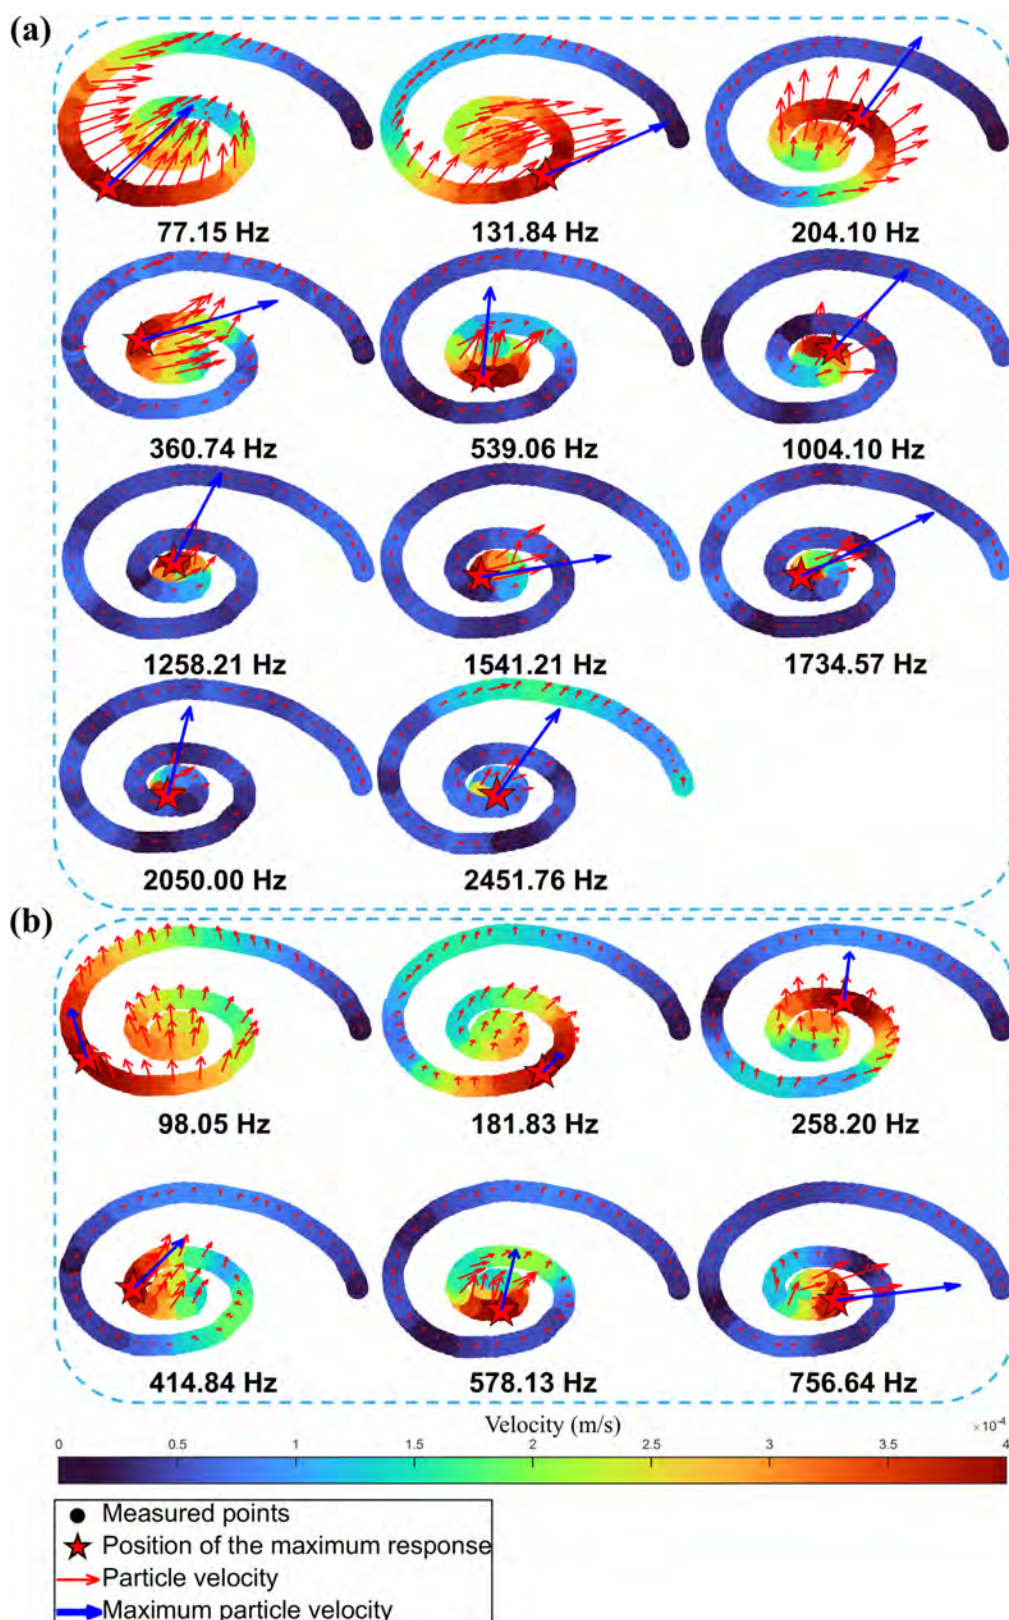 (a)
77.15 Hz 131.84 Hz 204.10 Hz
360.74 Hz 539.06 Hz 1004.10 Hz
1258.21 Hz 1541.21 Hz 1734.57 Hz
2050.00 Hz 2451.76 Hz
(b)
98.05 Hz 181.83 Hz 258.20 Hz
414.84 Hz 578.13 Hz 756.64 Hz
Velocity (m/s) ×10⁻⁴
0 0.5 1 1.5 2 2.5 3 3.5 4
Measured points
Position of the maximum response
Particle velocity
Maximum particle velocity